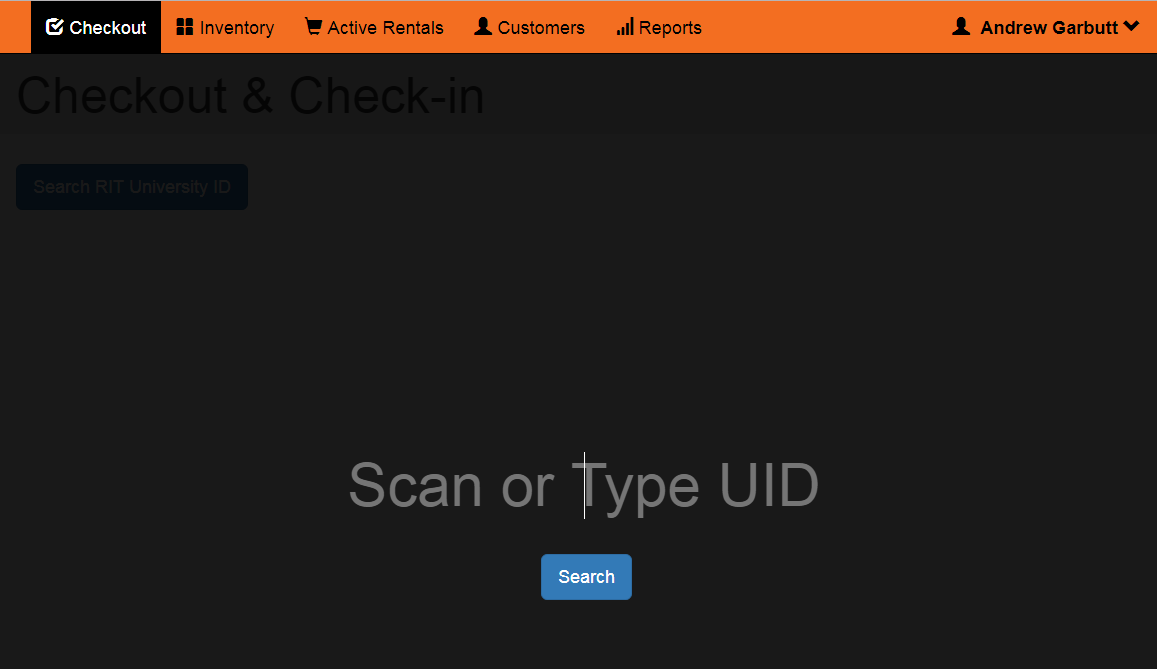 Checkout Inventory Active Rentals Customers Reports Andrew Garbutt
Checkout & Check-in
Search RIT University ID
Scan or Type UID
Search